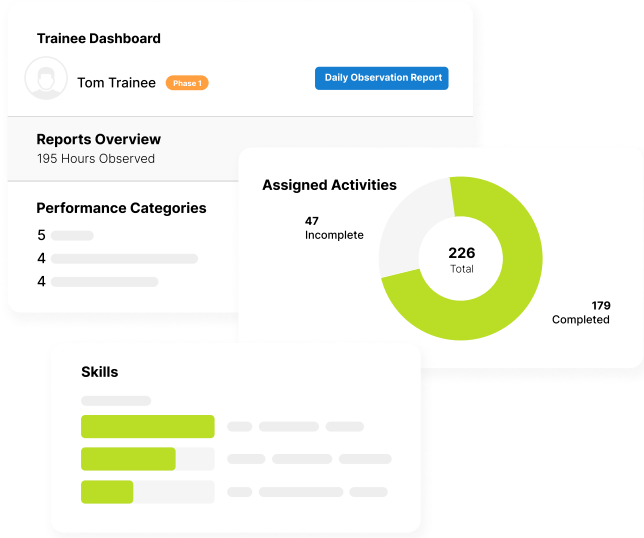 Trainee Dashboard
Tom Trainee
Phase 1
Daily Observation Report
Reports Overview
195 Hours Observed
Performance Categories
5
4
4
Assigned Activities
47
Incomplete
226
Total
179
Completed
Skills